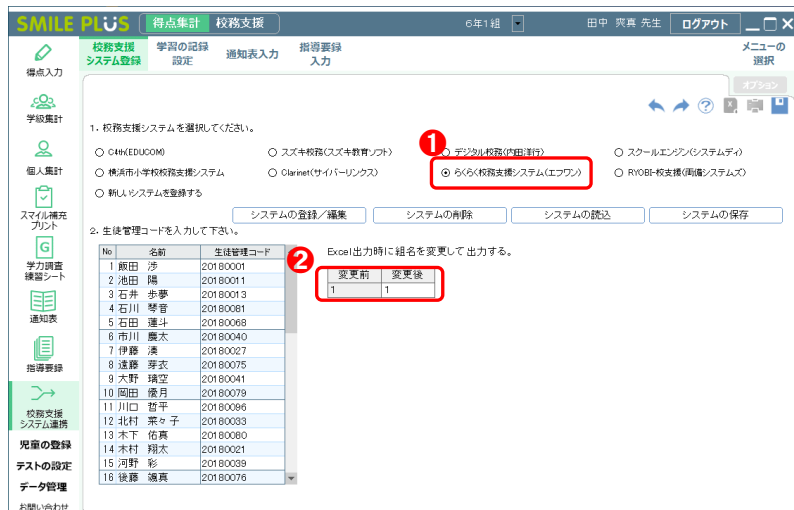 SMILE PLUS 得点集計 校務支援 6年1組 田中 爽真 先生 ログアウト
校務支援システム登録 学習の記録設定 通知表入力 指導要録入力 メニューの選択
オプション
得点入力
学級集計
個人集計
スマイル補充プリント
G
学力調査練習シート
通知表
指導要録
校務支援システム連携
児童の登録
テストの設定
データ管理
お問い合わせ
1. 校務支援システムを選択してください。
1
C4th(EDUCOM) スズキ校務(スズキ教育ソフト) デジタル校務(内田洋行) スクールエンジン(システムディ)
横浜市小学校校務支援システム Clarinet(サイバーリンクス) らくらく校務支援システム(エフワン) RYOBI-校支援(両備システムズ)
新しいシステムを登録する
システムの登録/編集 システムの削除 システムの読込 システムの保存
2. 生徒管理コードを入力して下さい。
No 名前 生徒管理コード
1 飯田 渉 20180001
2 池田 陽 20180011
3 石井 歩夢 20180013
4 石川 琴音 20180081
5 石田 蓮斗 20180068
6 市川 慶太 20180040
7 伊藤 湊 20180027
8 遠藤 芽衣 20180075
9 大野 璃空 20180041
10 岡田 優月 20180079
11 川口 哲平 20180096
12 北村 菜々子 20180033
13 木下 佑真 20180080
14 木村 翔太 20180021
15 河野 彩 20180039
16 後藤 颯真 20180076
2
Excel出力時に組名を変更して出力する。
変更前 変更後
1 1